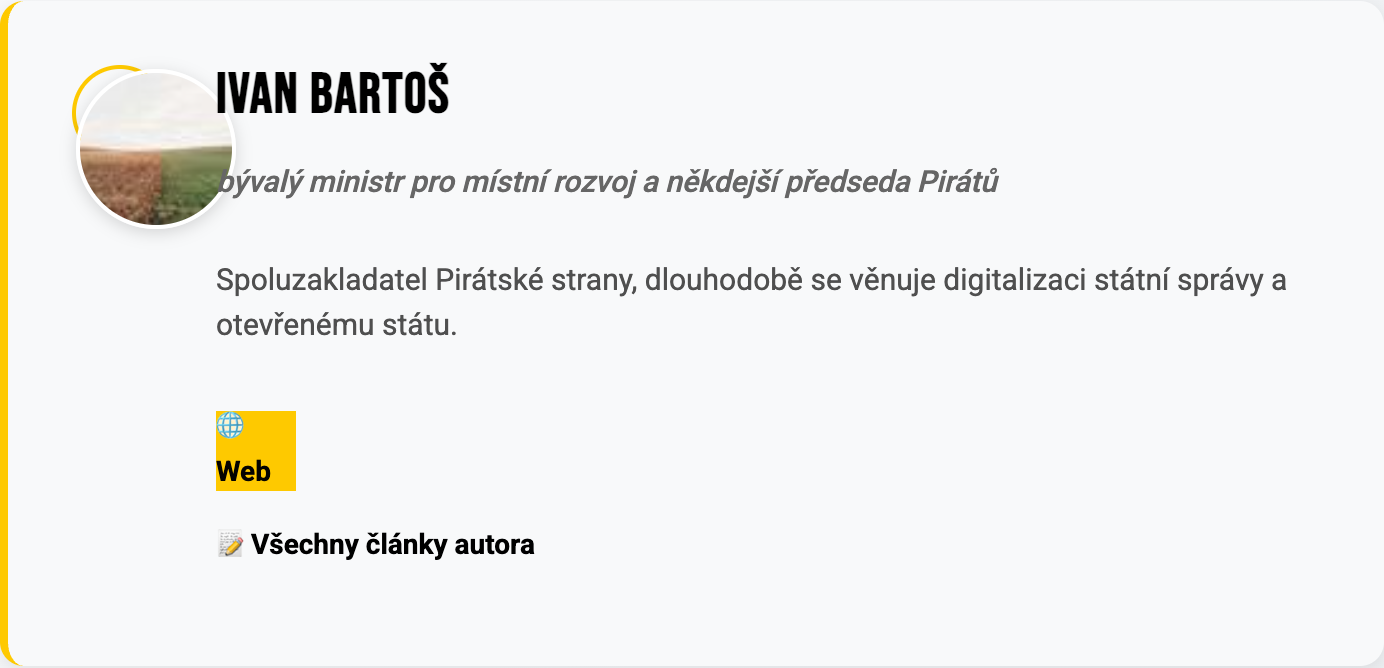 IVAN BARTOŠ
bývalý ministr pro místní rozvoj a někdejší předseda Pirátů
Spoluzakladatel Pirátské strany, dlouhodobě se věnuje digitalizaci státní správy a
otevřenému státu.
🌐
Web
📝 Všechny články autora